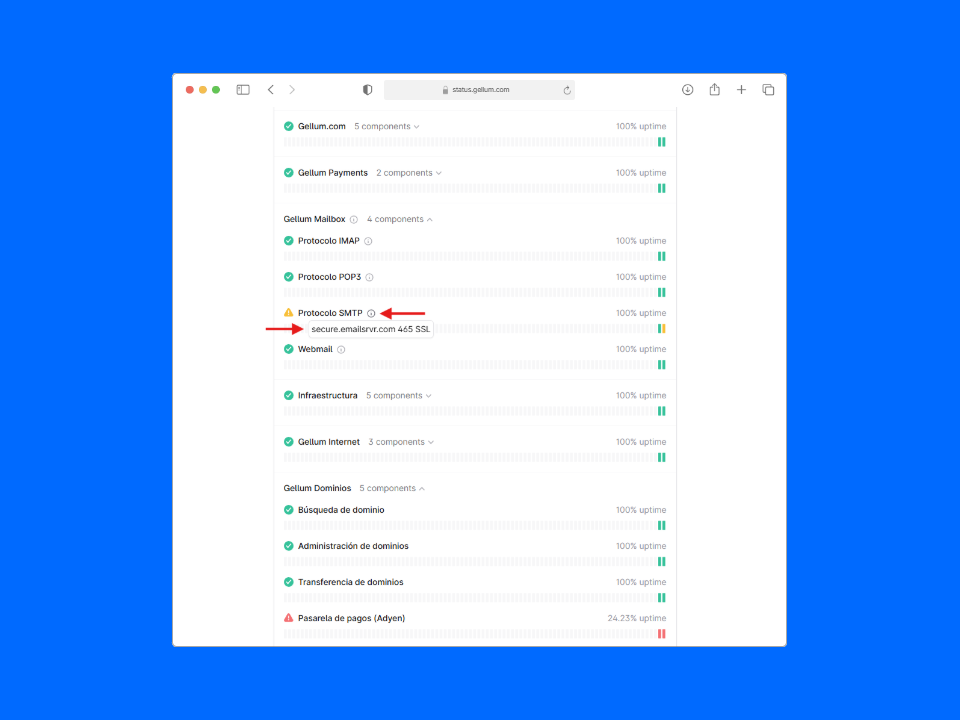 status.gellum.com
Gellum.com 5 components 100% uptime
Gellum Payments 2 components 100% uptime
Gellum Mailbox 4 components
Protocolo IMAP 100% uptime
Protocolo POP3 100% uptime
Protocolo SMTP 100% uptime
secure.emailsrvr.com 465 SSL
Webmail 100% uptime
Infraestructura 5 components 100% uptime
Gellum Internet 3 components 100% uptime
Gellum Dominios 5 components
Búsqueda de dominio 100% uptime
Administración de dominios 100% uptime
Transferencia de dominios 100% uptime
Pasarela de pagos (Adyen) 24.23% uptime